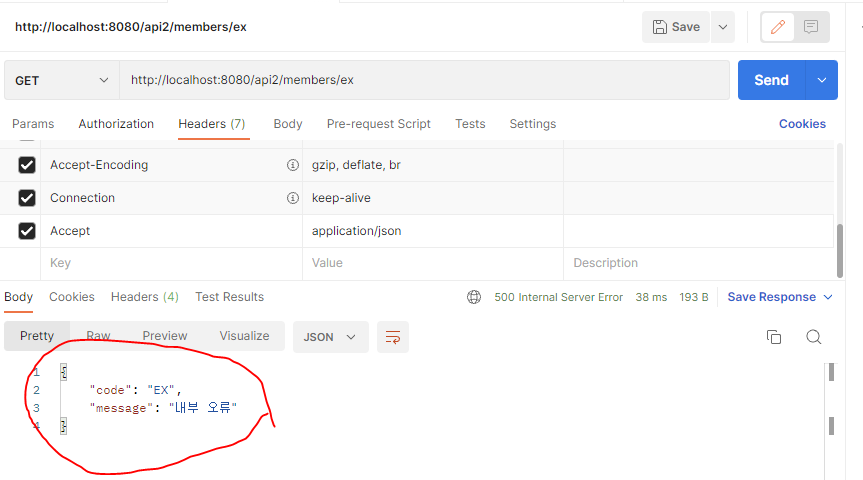 http://localhost:8080/api2/members/ex Save
GET http://localhost:8080/api2/members/ex Send
Params Authorization Headers (7) Body Pre-request Script Tests Settings Cookies
Accept-Encoding gzip, deflate, br
Connection keep-alive
Accept application/json
Key Value Description
Body Cookies Headers (4) Test Results 500 Internal Server Error 38 ms 193 B Save Response
Pretty Raw Preview Visualize JSON
1 {
2 "code": "EX",
3 "message": "내부 오류"
4 }